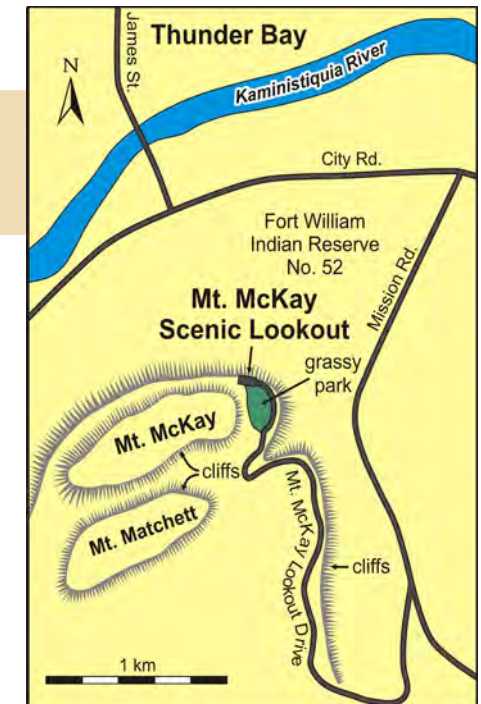 Thunder Bay
James St.
N
Kaministiquia River
City Rd.
Fort William
Indian Reserve
No. 52
Mission Rd.
Mt. McKay
Scenic Lookout
grassy
park
Mt. McKay
cliffs
Mt. Matchett
Mt. McKay Lookout Drive
cliffs
1 km